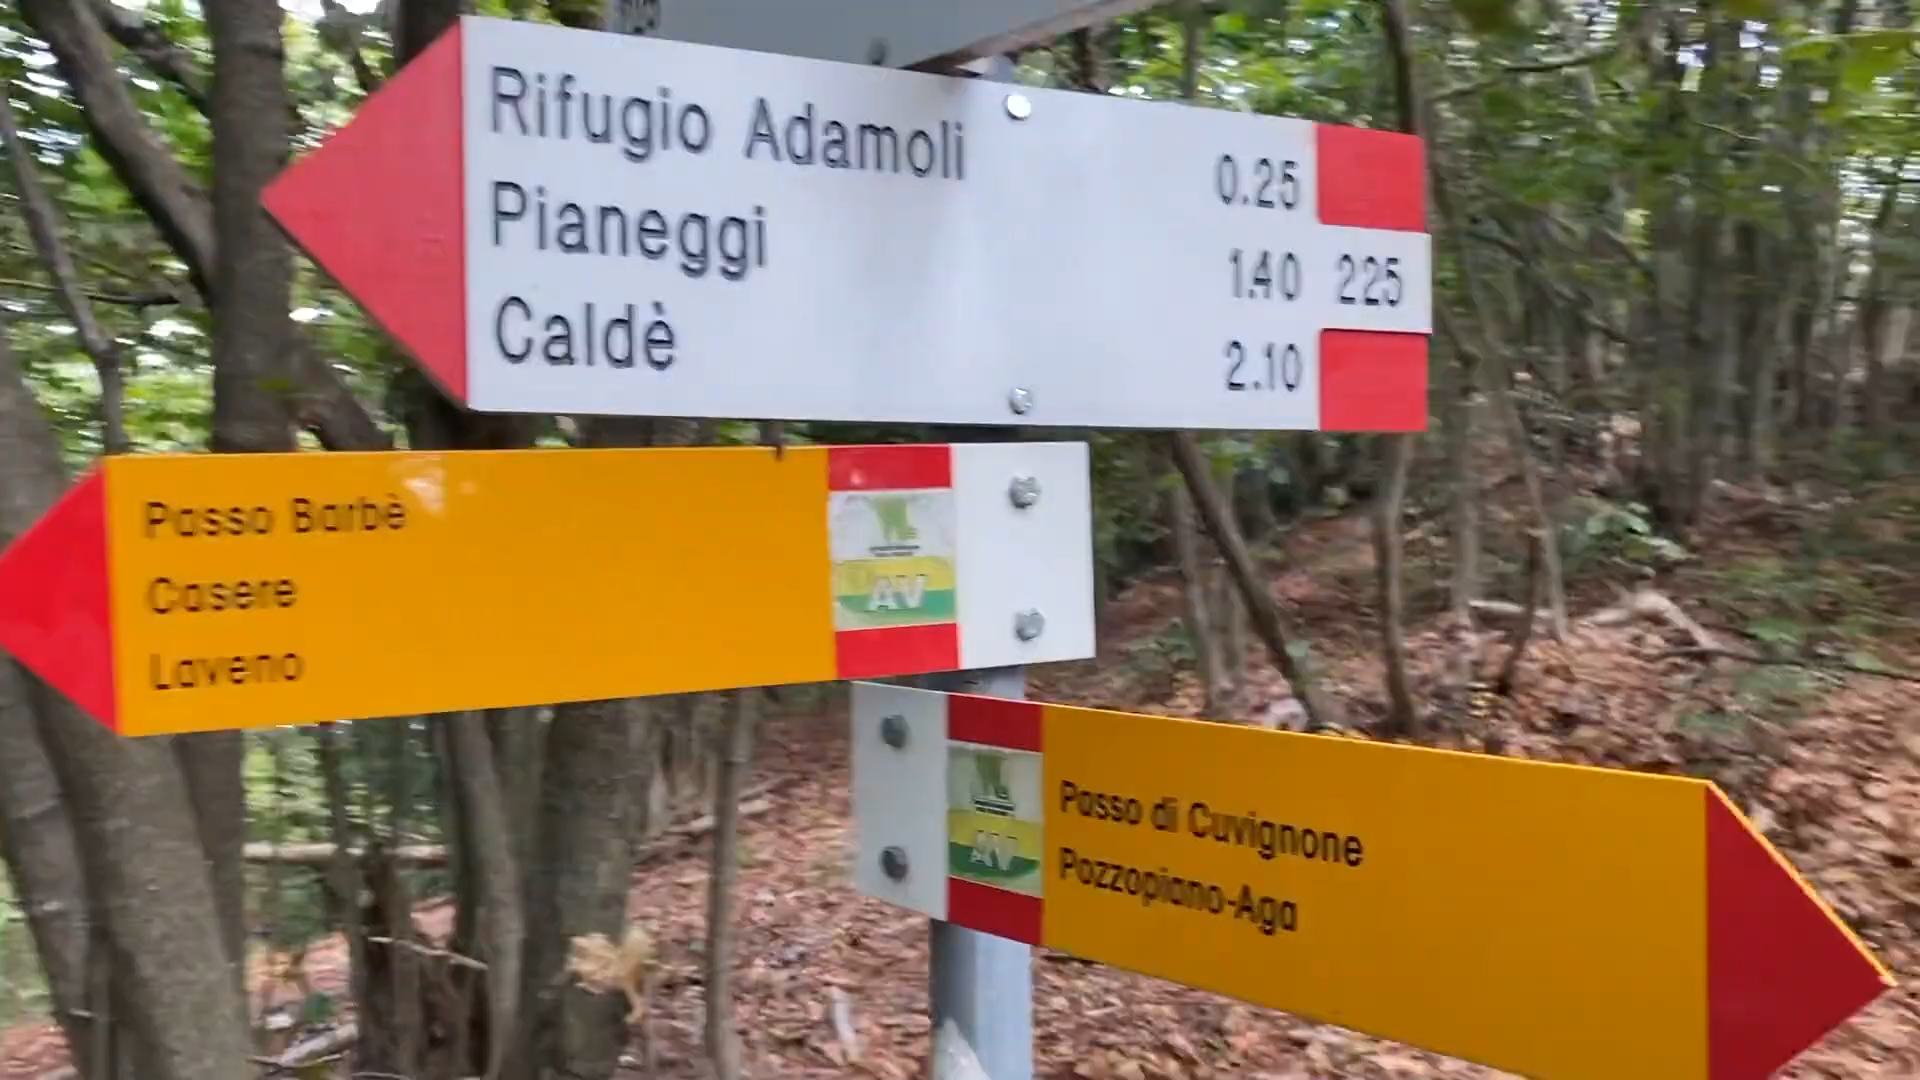 Rifugio Adamoli 0.25
Pianeggi 1.40 225
Caldè 2.10
Passo Barbè
Casere
Laveno
AV
Passo di Cuvignone
Pozzopiano-Aga
AV